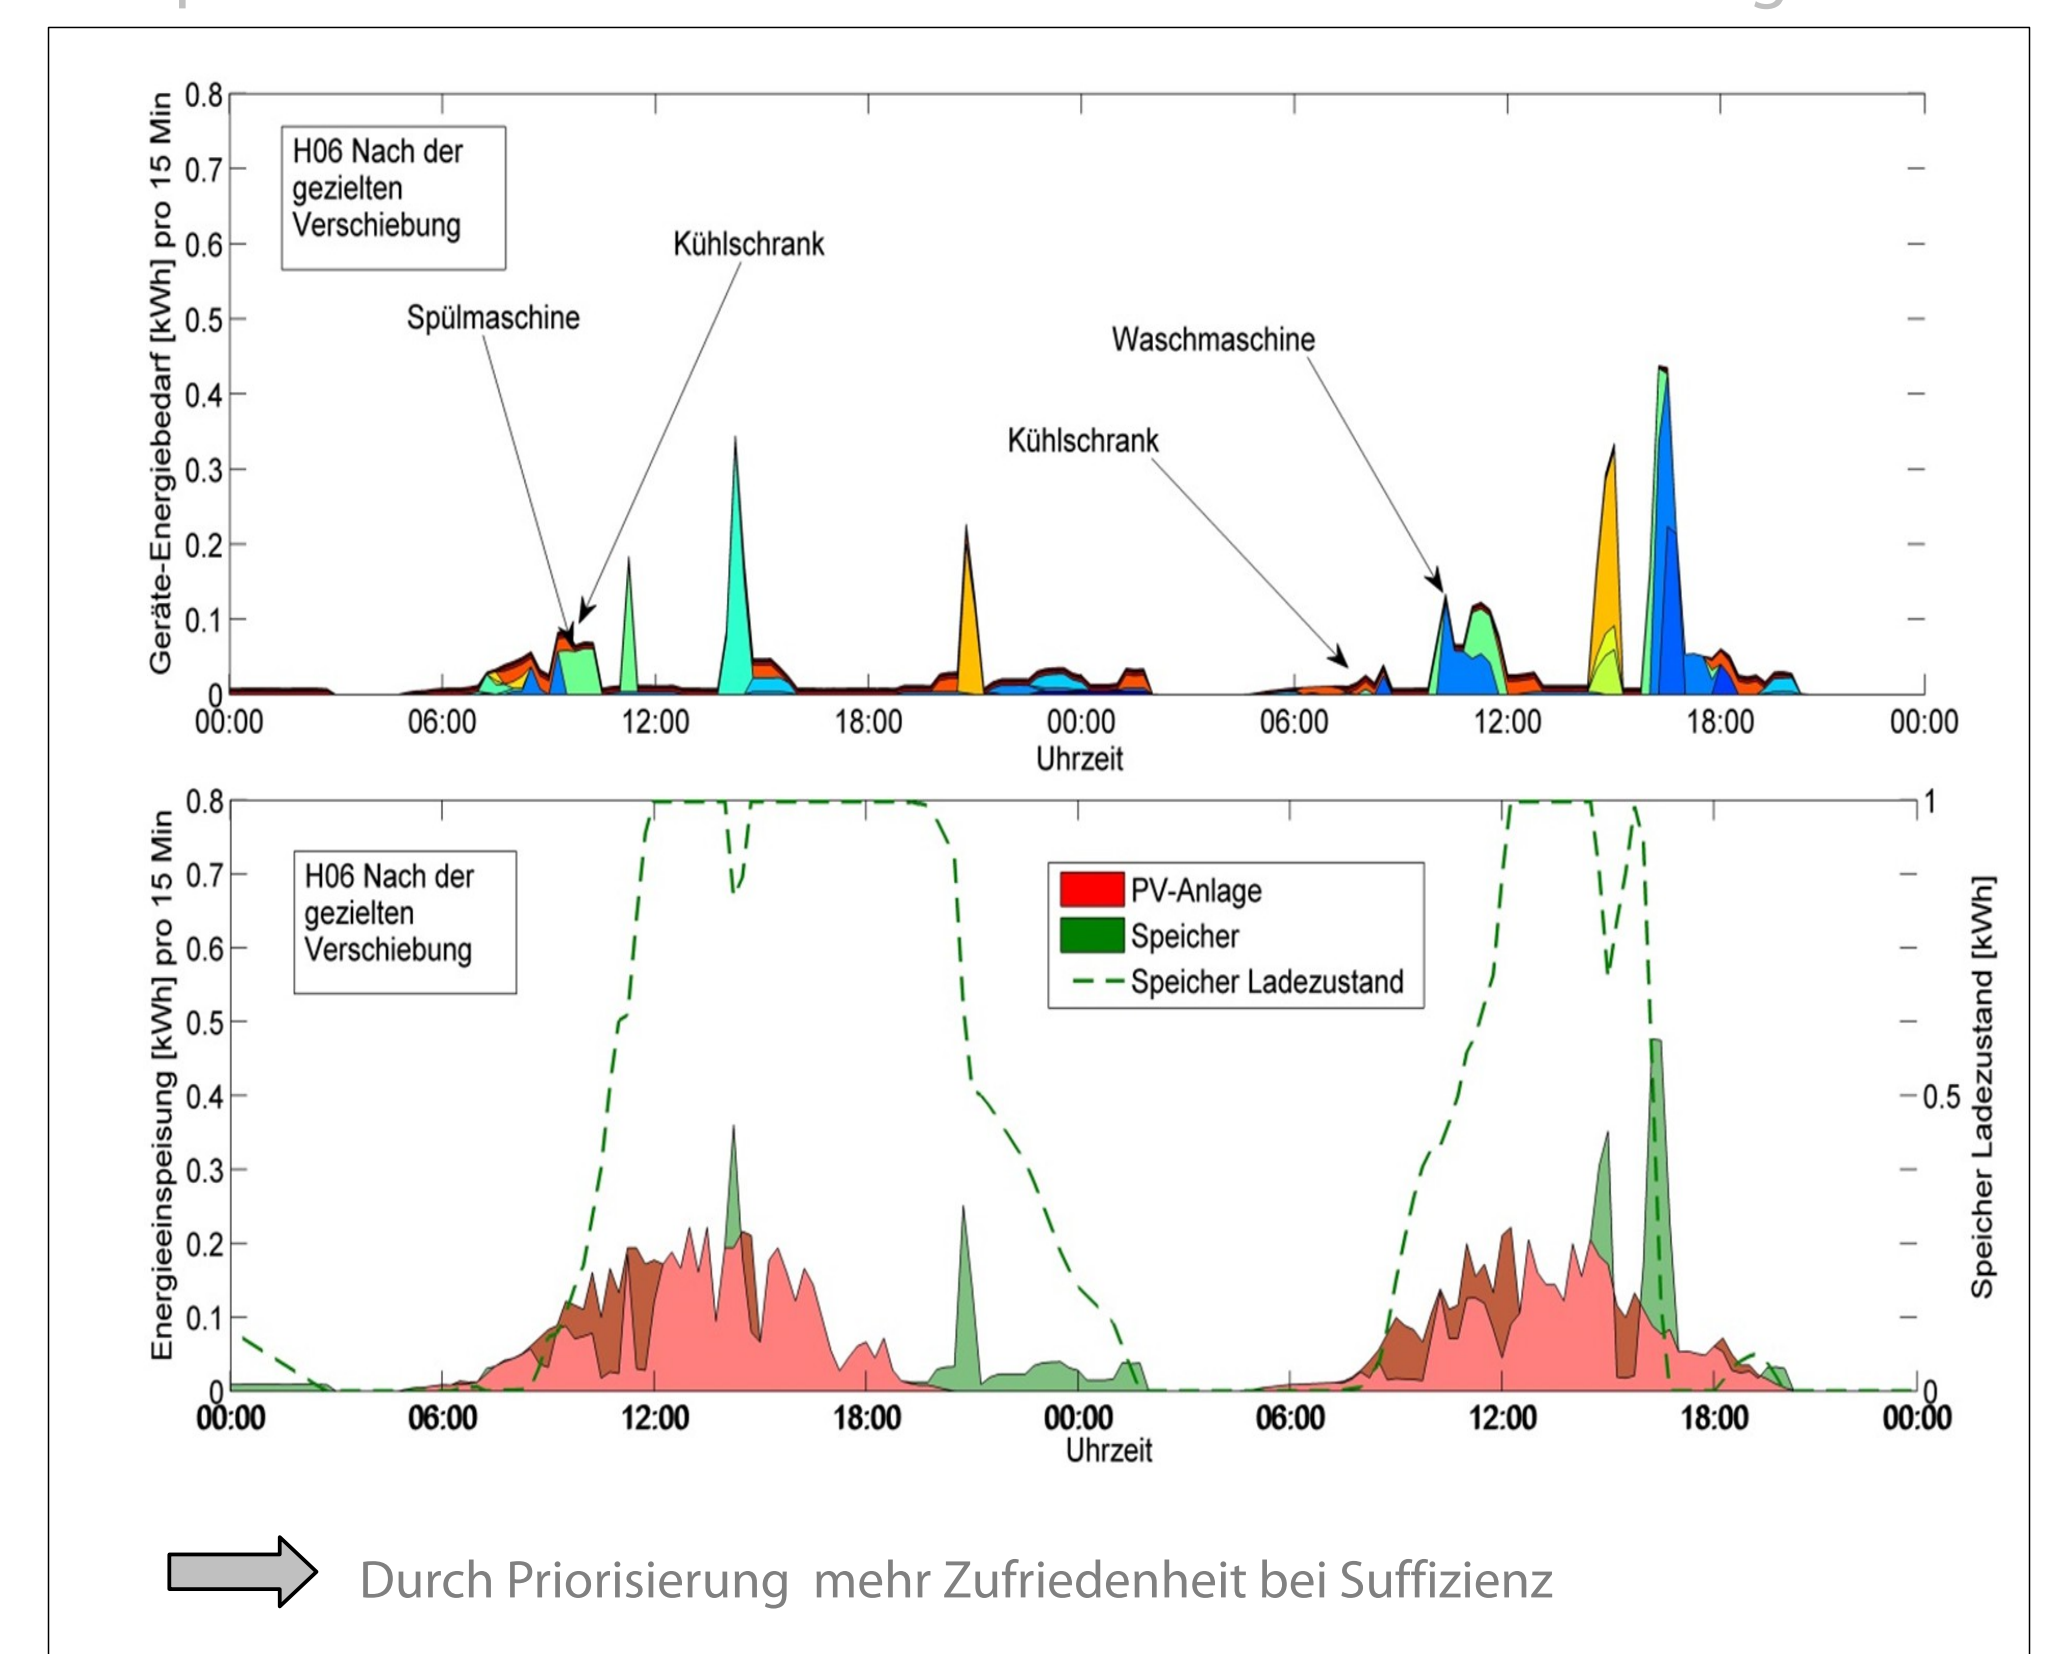 0.8
0.7
0.6
0.5
0.4
0.3
0.2
0.1
0
Geräte-Energiebedarf [kWh] pro 15 Min
H06 Nach der
gezielten
Verschiebung
Spülmaschine
Kühlschrank
Kühlschrank
Waschmaschine
00:00 06:00 12:00 18:00 00:00 06:00 12:00 18:00 00:00
Uhrzeit
0.8
0.7
0.6
0.5
0.4
0.3
0.2
0.1
0
Energieeinspeisung [kWh] pro 15 Min
H06 Nach der
gezielten
Verschiebung
PV-Anlage
Speicher
Speicher Ladezustand
1
0.5
0
Speicher Ladezustand [kWh]
00:00 06:00 12:00 18:00 00:00 06:00 12:00 18:00 00:00
Uhrzeit
Durch Priorisierung mehr Zufriedenheit bei Suffizienz